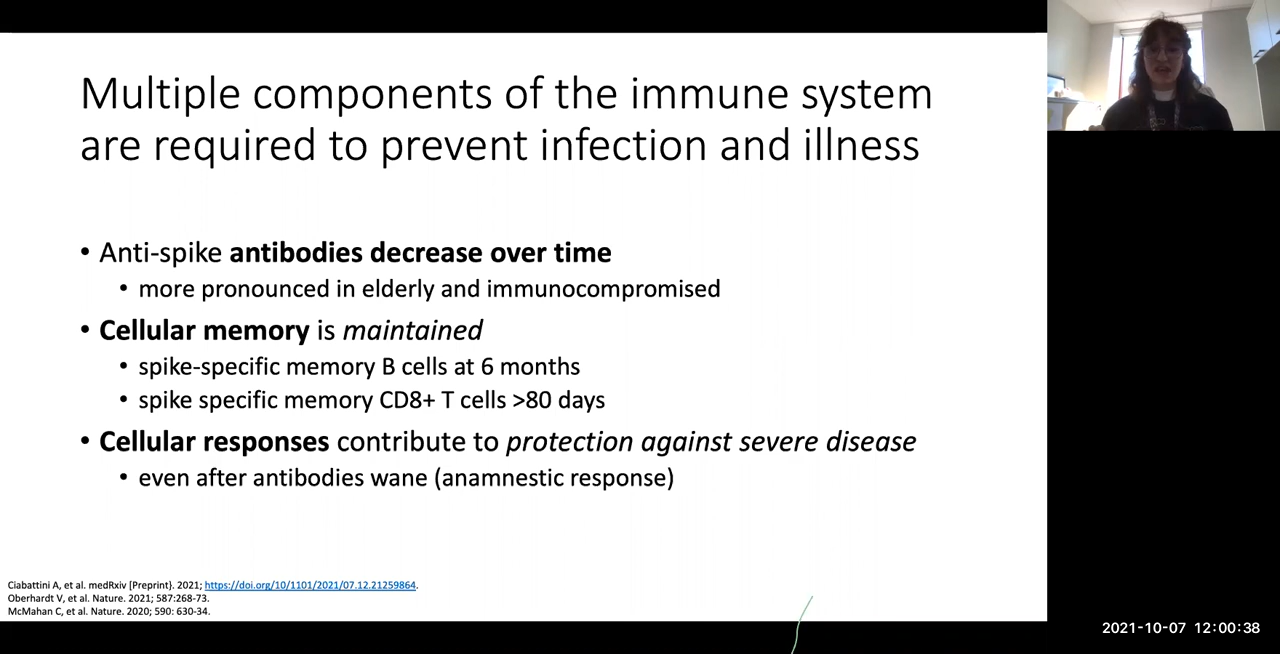 Multiple components of the immune system
are required to prevent infection and illness
• Anti-spike antibodies decrease over time
• more pronounced in elderly and immunocompromised
• Cellular memory is maintained
• spike-specific memory B cells at 6 months
• spike specific memory CD8+ T cells >80 days
• Cellular responses contribute to protection against severe disease
• even after antibodies wane (anamnestic response)
Ciabattini A, et al. medRxiv [Preprint}. 2021; https://doi.org/10/1101/2021/07.12.21259864.
Oberhardt V, et al. Nature. 2021; 587:268-73.
McMahan C, et al. Nature. 2020; 590: 630-34.
2021-10-07 12:00:38